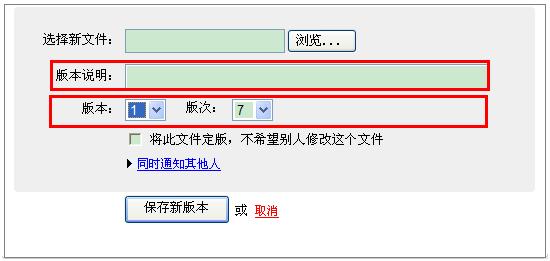 选择新文件: 浏览...
版本说明:
版本: 1 版次: 7
将此文件定版，不希望别人修改这个文件
同时通知其他人
保存新版本 或 取消